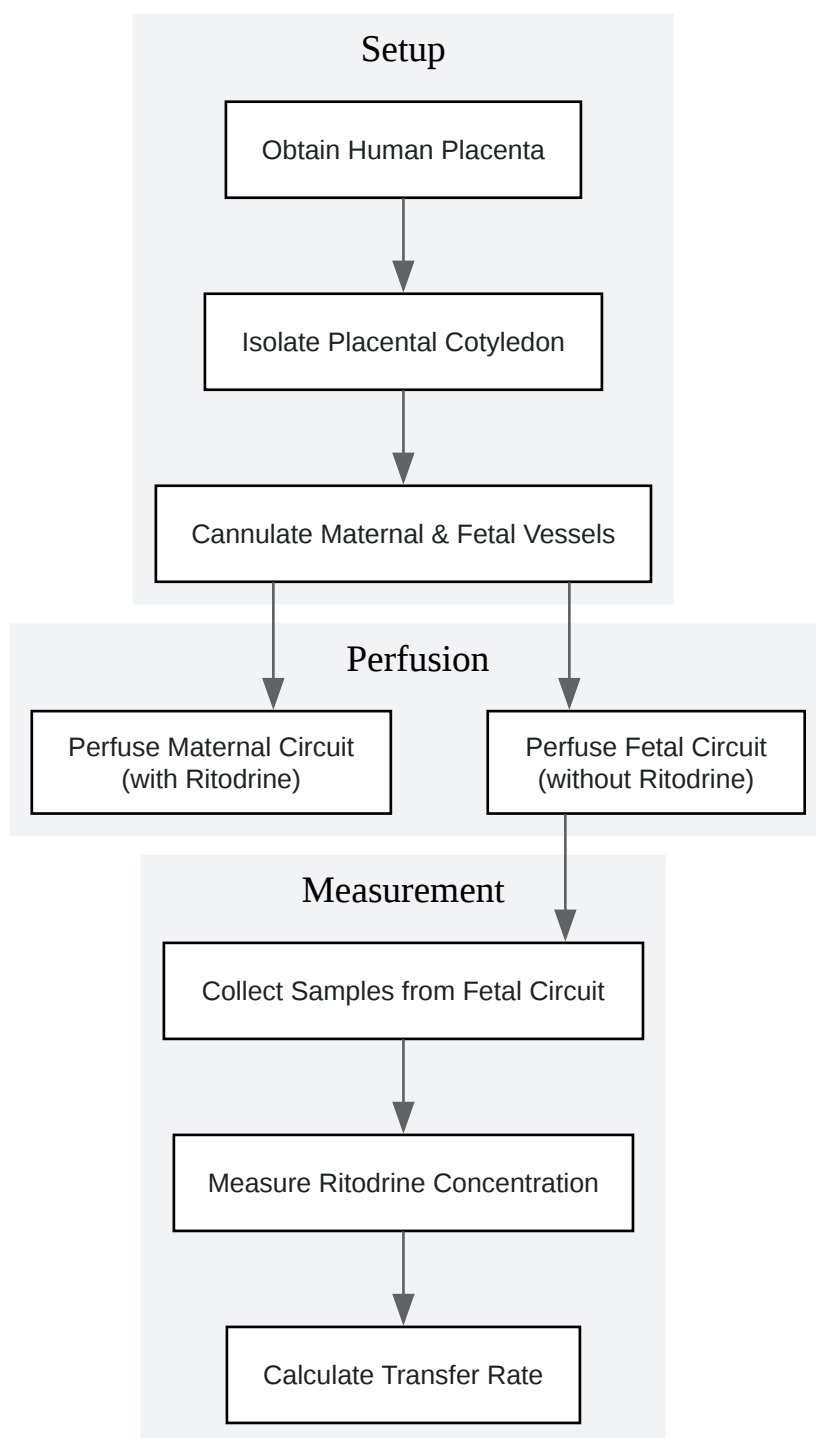 Setup
Obtain Human Placenta
Isolate Placental Cotyledon
Cannulate Maternal & Fetal Vessels
Perfusion
Perfuse Maternal Circuit
(with Ritodrine)
Perfuse Fetal Circuit
(without Ritodrine)
Measurement
Collect Samples from Fetal Circuit
Measure Ritodrine Concentration
Calculate Transfer Rate